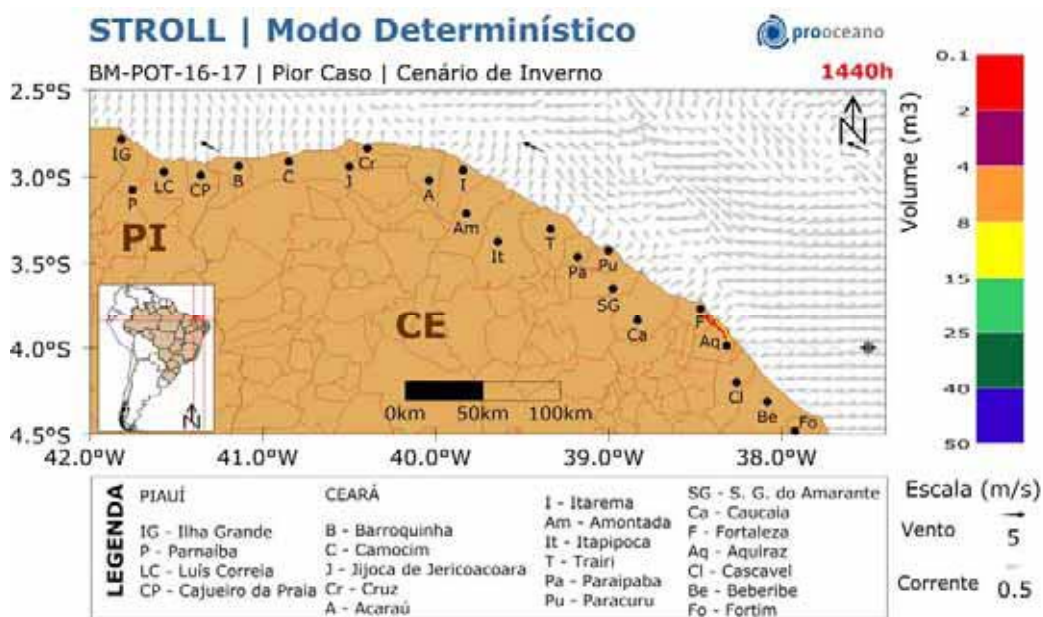 STROLL | Modo Determinístico
prooceano
BM-POT-16-17 | Pior Caso | Cenário de Inverno
1440h
2.5°S
3.0°S
3.5°S
4.0°S
4.5°S
42.0°W
41.0°W
40.0°W
39.0°W
38.0°W
N
IG
P
LC
CP
B
C
J
Cr
A
I
Am
It
T
Pa
Pu
SG
Ca
F
Aq
Cl
Be
Fo
PI
CE
N
0km
50km
100km
Volume (m3)
0.1
2
4
8
15
25
40
50
LEGENDA
PIAUÍ
IG - Ilha Grande
P - Parnaíba
LC - Luís Correia
CP - Cajueiro da Praia
CEARÁ
B - Barroquinha
C - Camocim
J - Jijoca de Jericoacoara
Cr - Cruz
A - Acaraú
I - Itarema
Am - Amontada
It - Itapipoca
T - Trairi
Pa - Paraipaba
Pu - Paracuru
SG - S. G. do Amarante
Ca - Caucaia
F - Fortaleza
Aq - Aquiraz
Cl - Cascavel
Be - Beberibe
Fo - Fortim
Escala (m/s)
Vento
5
Corrente
0.5